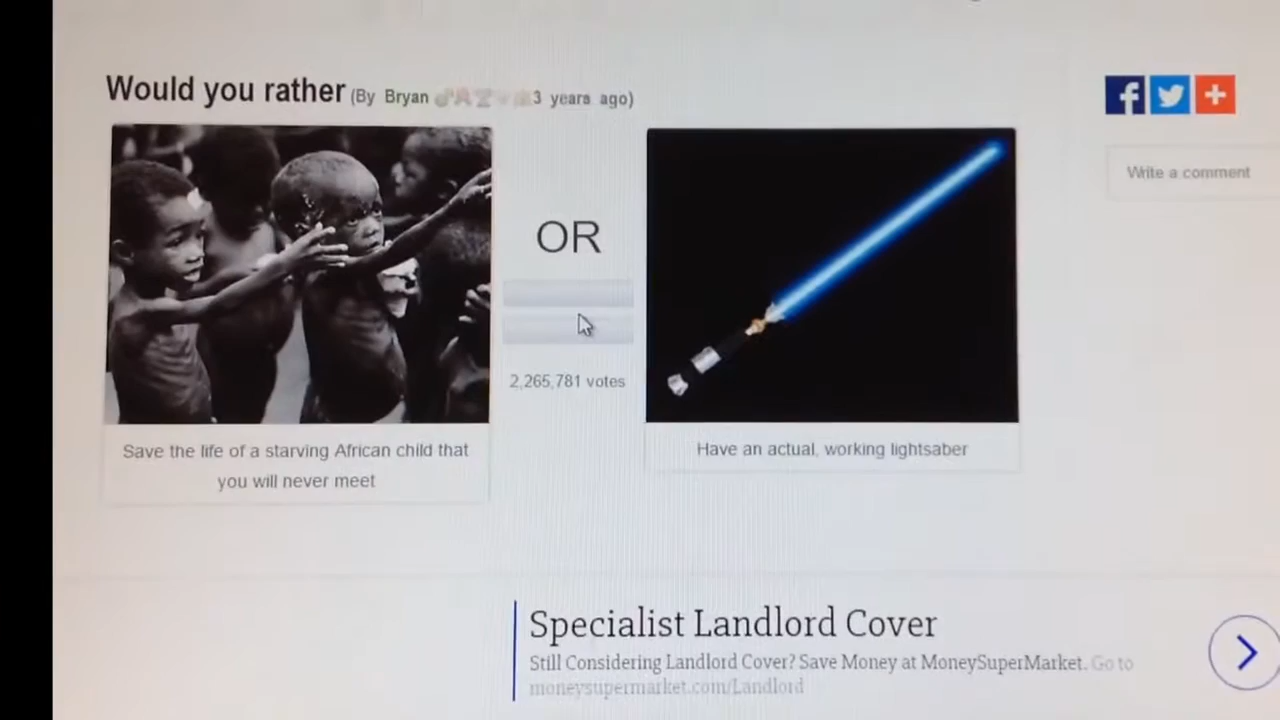 Would you rather (By Bryan 3 years ago)
OR
2,265,781 votes
Save the life of a starving African child that
you will never meet
Have an actual, working lightsaber
Write a comment
Specialist Landlord Cover
Still Considering Landlord Cover? Save Money at MoneySuperMarket. Go to
moneysupermarket.com/Landlord